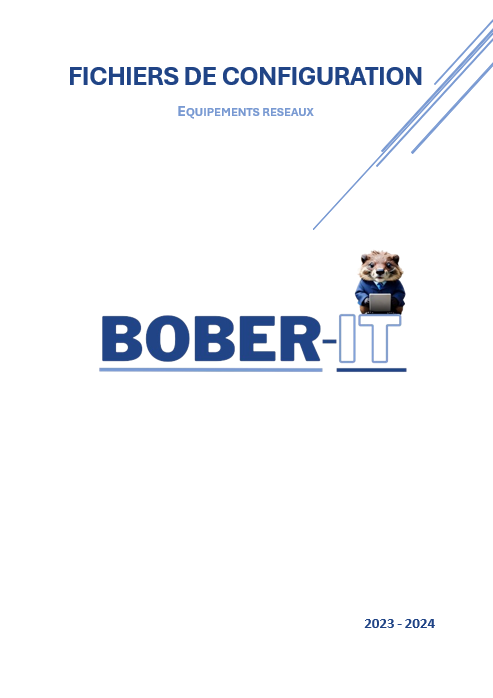 FICHIERS DE CONFIGURATION
EQUIPEMENTS RESEAUX
BOBER-IT
2023 - 2024